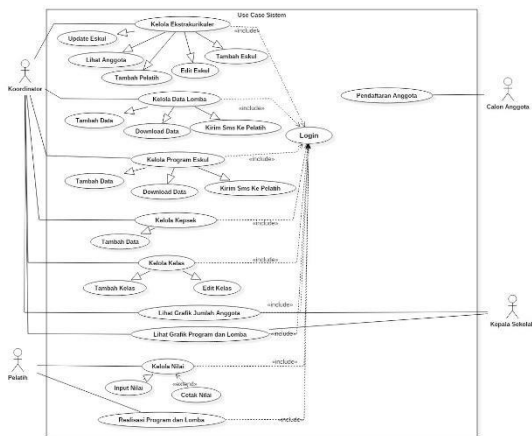 Use Case Sistem
Kelola Ekstrakurikuler
«include»
Update Eskul
Tambah Eskul
Lihat Anggota
Edit Eskul
Tambah Pelatih
Koordinator
Calon Anggota
Pendaftaran Anggota
Kelola Data Lomba
«include»
Tambah Data
Download Data
Kirim Sms Ke Pelatih
Login
Kelola Program Eskul
«include»
Tambah Data
Download Data
Kirim Sms Ke Pelatih
Kelola Kepsek
«include»
Tambah Data
Kelola Kelas
«include»
Tambah Kelas
Edit Kelas
Lihat Grafik Jumlah Anggota
«include»
Kepala Sekolah
Lihat Grafik Program dan Lomba
«include»
Pelatih
Kelola Nilai
«include»
Input Nilai
«extend»
Cetak Nilai
Realisasi Program dan Lomba
«include»